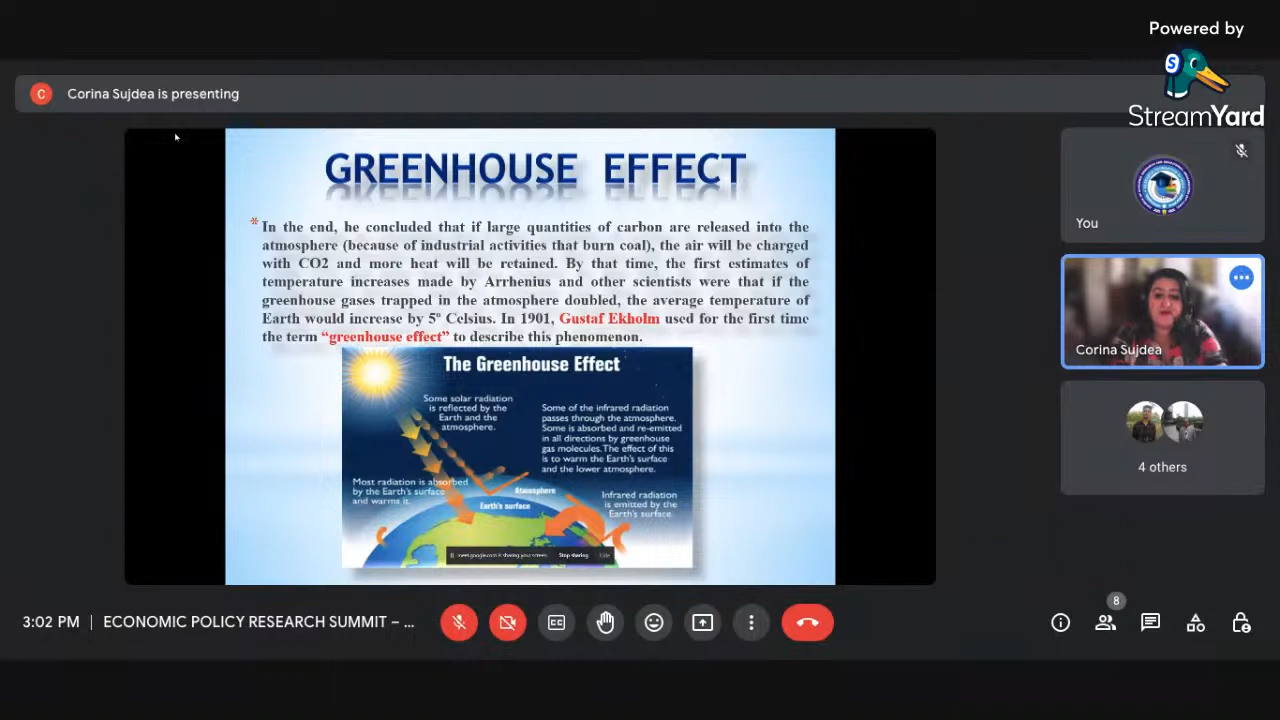 Powered by
StreamYard
C
Corina Sujdea is presenting
GREENHOUSE EFFECT
* In the end, he concluded that if large quantities of carbon are released into the
atmosphere (because of industrial activities that burn coal), the air will be charged
with CO2 and more heat will be retained. By that time, the first estimates of
temperature increases made by Arrhenius and other scientists were that if the
greenhouse gases trapped in the atmosphere doubled, the average temperature of
Earth would increase by 5º Celsius. In 1901, Gustaf Ekholm used for the first time
the term “greenhouse effect” to describe this phenomenon.
The Greenhouse Effect
Some solar radiation
is reflected by the
Earth and the
atmosphere.
Some of the infrared radiation
passes through the atmosphere.
Some is absorbed and re-emitted
in all directions by greenhouse
gas molecules. The effect of this
is to warm the Earth's surface
and the lower atmosphere.
Most radiation is absorbed
by the Earth's surface
and warms it.
Atmosphere
Earth's surface
Infrared radiation
is emitted by the
Earth's surface
meet.google.com is sharing your screen. Stop sharing Hide
You
Corina Sujdea
4 others
3:02 PM | ECONOMIC POLICY RESEARCH SUMMIT – ...
CC
8